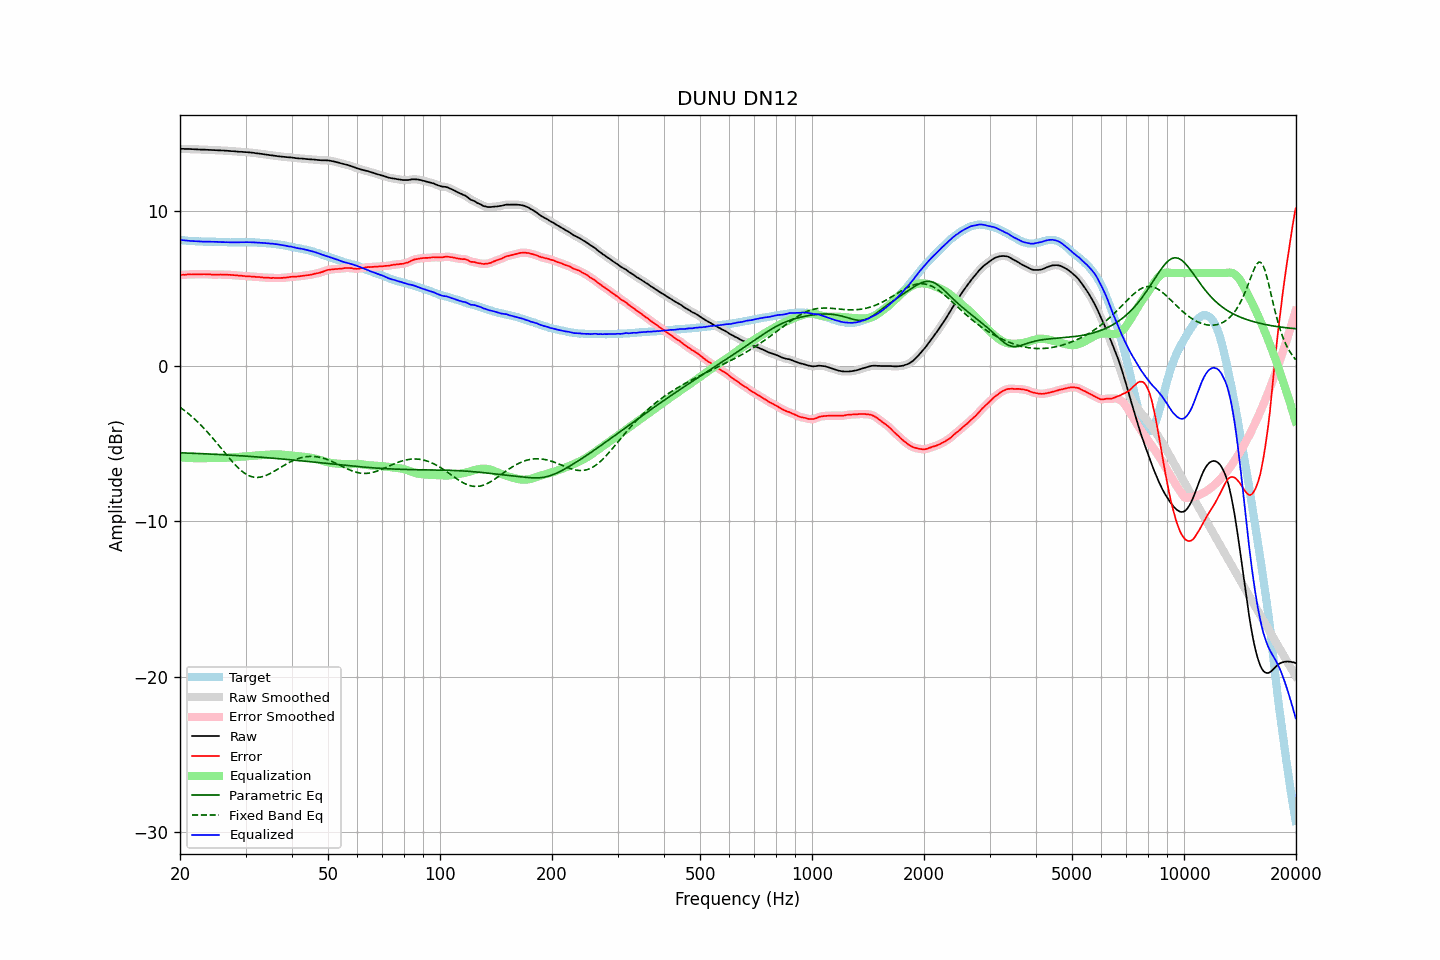 DUNU DN12
Amplitude (dBr)
10
0
−10
−20
−30
Target
Raw Smoothed
Error Smoothed
Raw
Error
Equalization
Parametric Eq
Fixed Band Eq
Equalized
20 50 100 200 500 1000 2000 5000 10000 20000
Frequency (Hz)